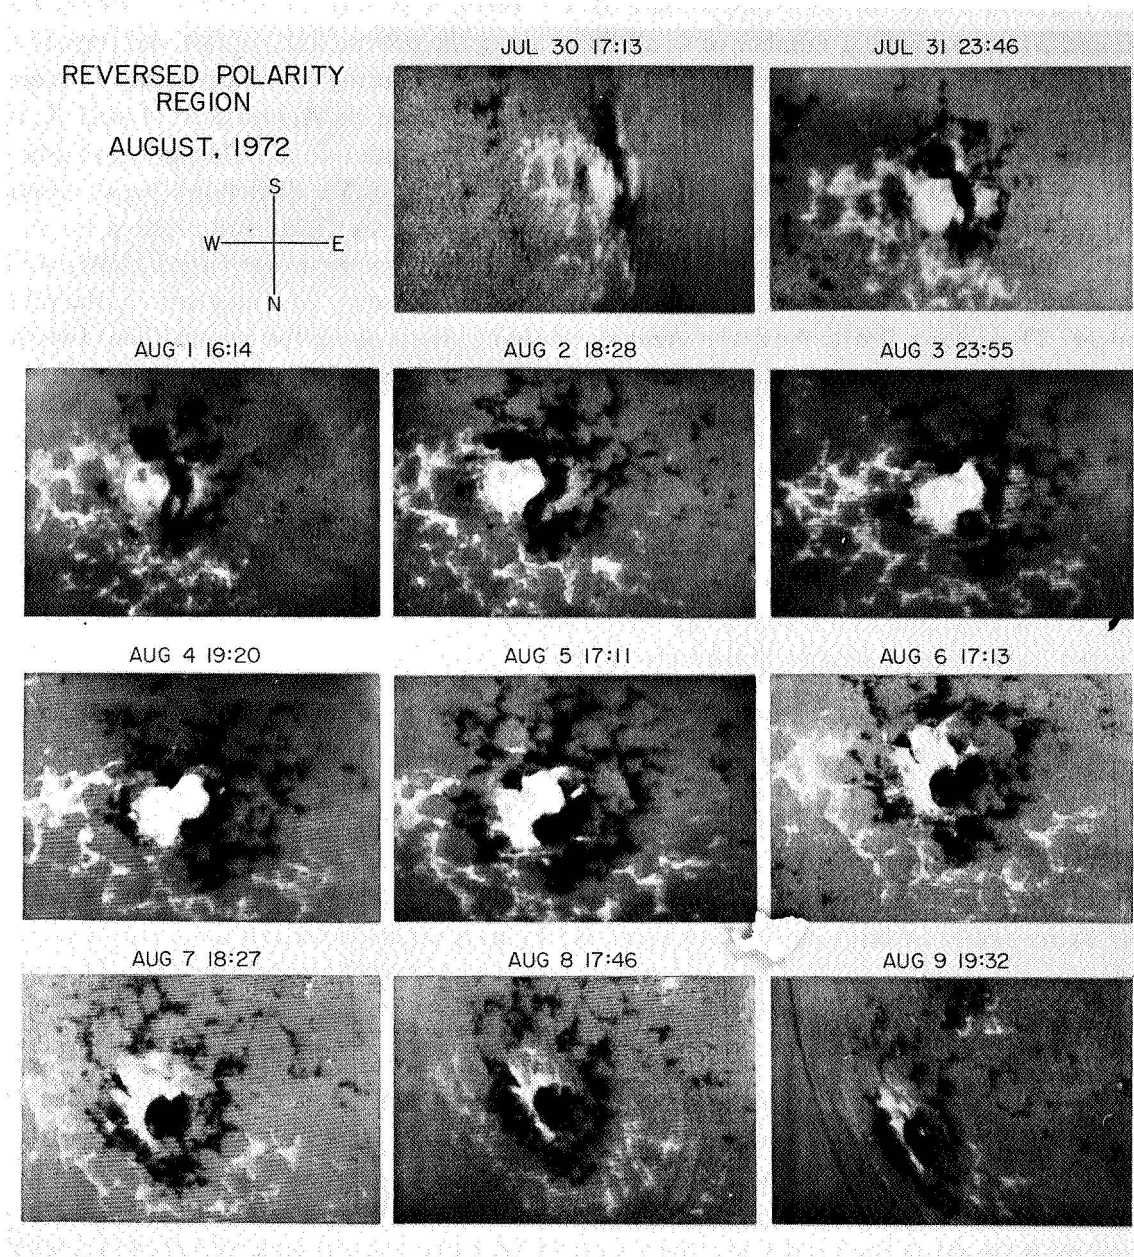 REVERSED POLARITY
REGION
AUGUST, 1972
S
W E
N
JUL 30 17:13
JUL 31 23:46
AUG 1 16:14
AUG 2 18:28
AUG 3 23:55
AUG 4 19:20
AUG 5 17:11
AUG 6 17:13
AUG 7 18:27
AUG 8 17:46
AUG 9 19:32